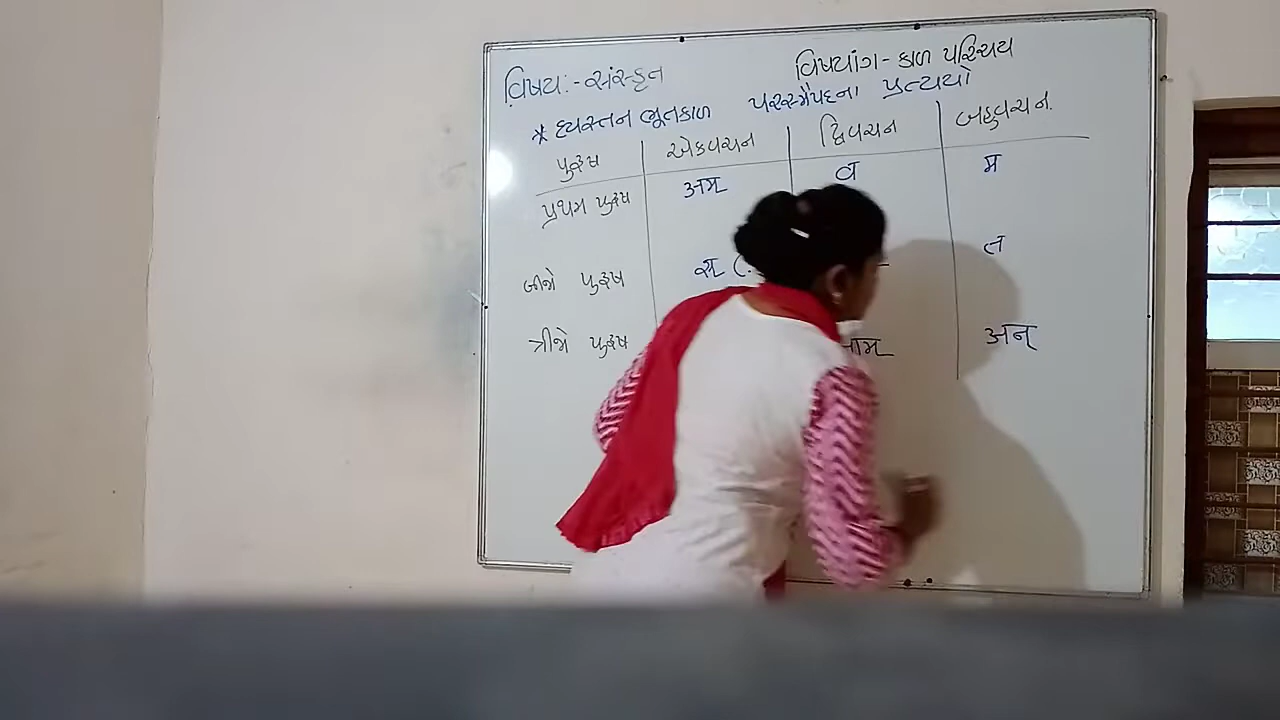 વિષય:- સંસ્કૃત
વિષયાંગ - કાળ પરિચય
* હ્યસ્તન ભૂતકાળ પરસ્મૈપદના પ્રત્યયો
પુરૂષ એકવચન દ્વિવચન બહુવચન.
પ્રથમ પુરૂષ अम् व म
બીજો પુરૂષ स् (: त
ત્રીજો પુરૂષ ताम् अन्